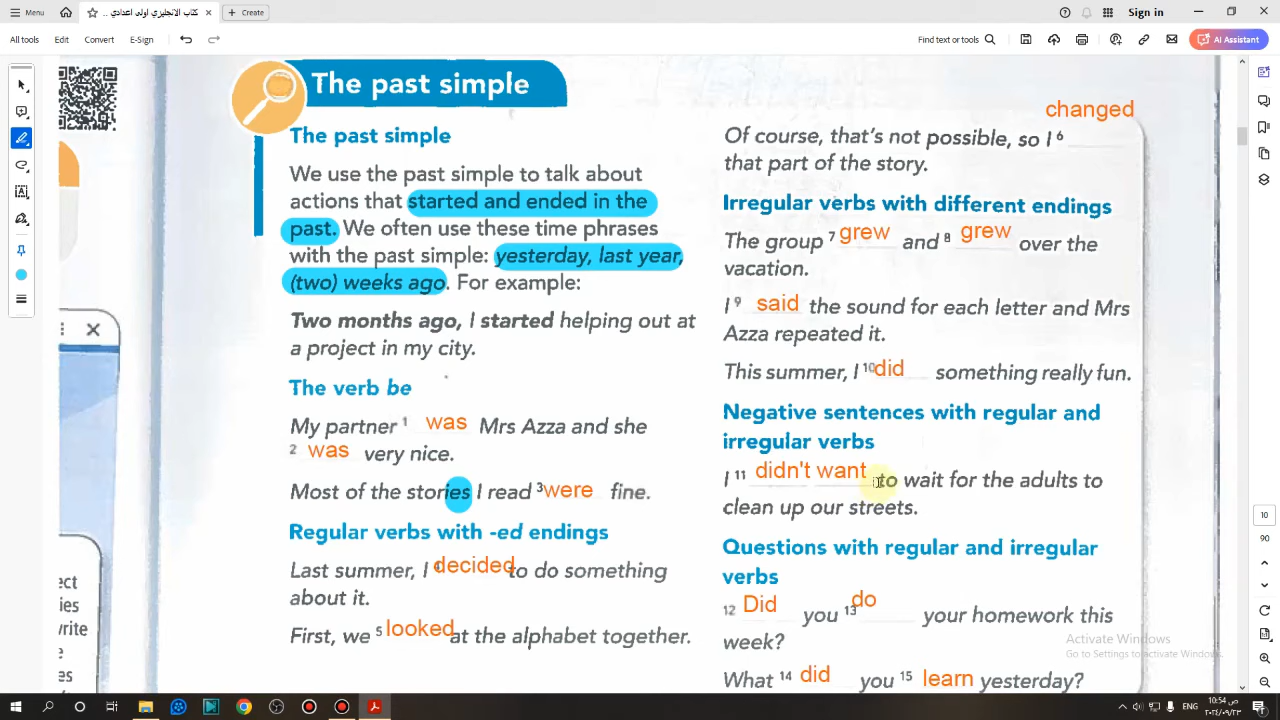 Menu
كتاب الانجليزي اولى اعدادي ..
Create
Sign in
All tools
Edit
Convert
E-Sign
Find text or tools
AI Assistant
The past simple
The past simple
We use the past simple to talk about
actions that started and ended in the
past. We often use these time phrases
with the past simple: yesterday, last year,
(two) weeks ago. For example:
Two months ago, I started helping out at
a project in my city.
The verb be
My partner 1 was Mrs Azza and she
2 was very nice.
Most of the stories I read 3 were fine.
Regular verbs with -ed endings
Last summer, I 4 decided to do something
about it.
First, we 5 looked at the alphabet together.
changed
Of course, that's not possible, so I 6
that part of the story.
Irregular verbs with different endings
The group 7 grew and 8 grew over the
vacation.
I 9 said the sound for each letter and Mrs
Azza repeated it.
This summer, I 10 did something really fun.
Negative sentences with regular and
irregular verbs
I 11 didn't want to wait for the adults to
clean up our streets.
Questions with regular and irregular
verbs
12 Did you 13 do your homework this
week?
What 14 did you 15 learn yesterday?
ect
ies
write
e
es
10
90
Activate Windows
Go to Settings to activate Windows.
ENG
10:54 ص